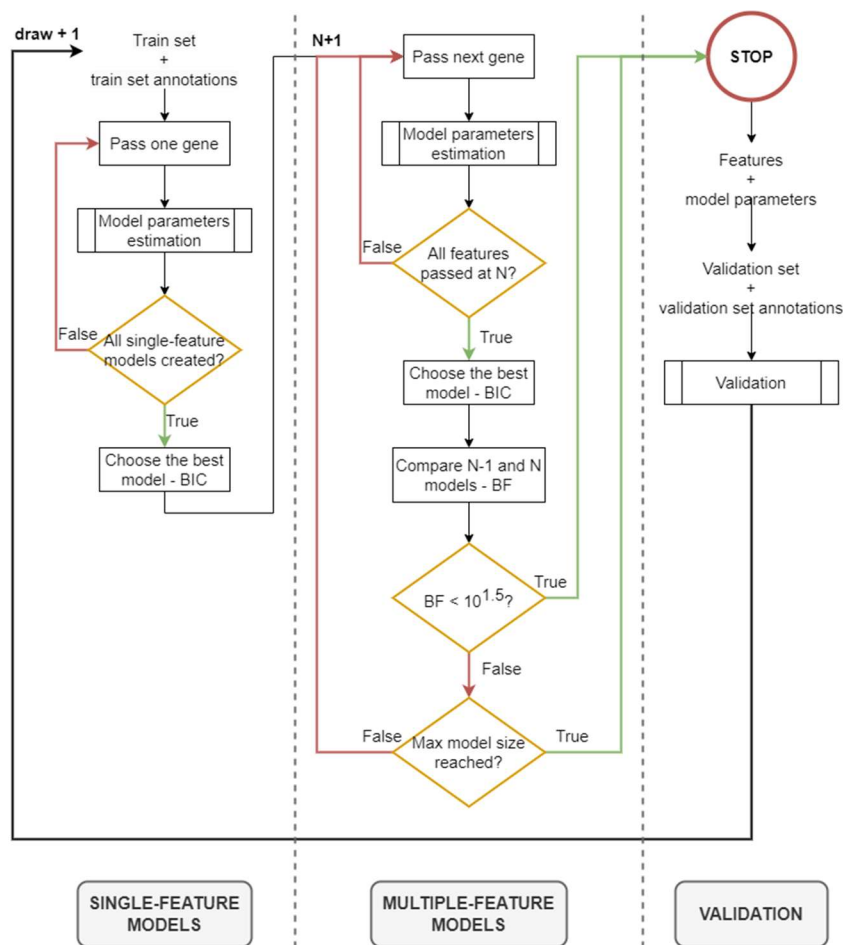 draw + 1
Train set
+
train set annotations
Pass one gene
Model parameters
estimation
False
All single-feature
models created?
True
Choose the best
model - BIC
N+1
Pass next gene
Model parameters
estimation
False
All features
passed at N?
True
Choose the best
model - BIC
Compare N-1 and N
models - BF
BF < 10^1.5?
True
False
False
Max model size
reached?
True
STOP
Features
+
model parameters
Validation set
+
validation set annotations
Validation
SINGLE-FEATURE
MODELS
MULTIPLE-FEATURE
MODELS
VALIDATION